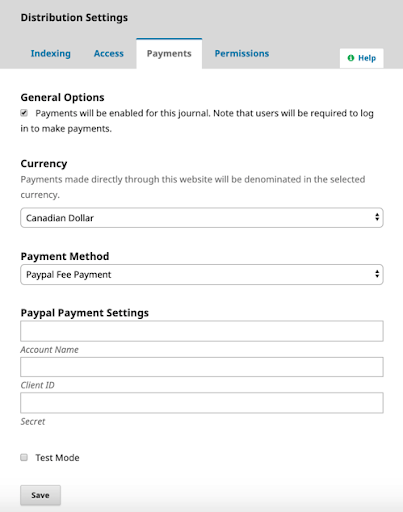 Distribution Settings
Indexing Access Payments Permissions
Help
General Options
Payments will be enabled for this journal. Note that users will be required to log
in to make payments.
Currency
Payments made directly through this website will be denominated in the selected
currency.
Canadian Dollar
Payment Method
Paypal Fee Payment
Paypal Payment Settings
Account Name
Client ID
Secret
Test Mode
Save